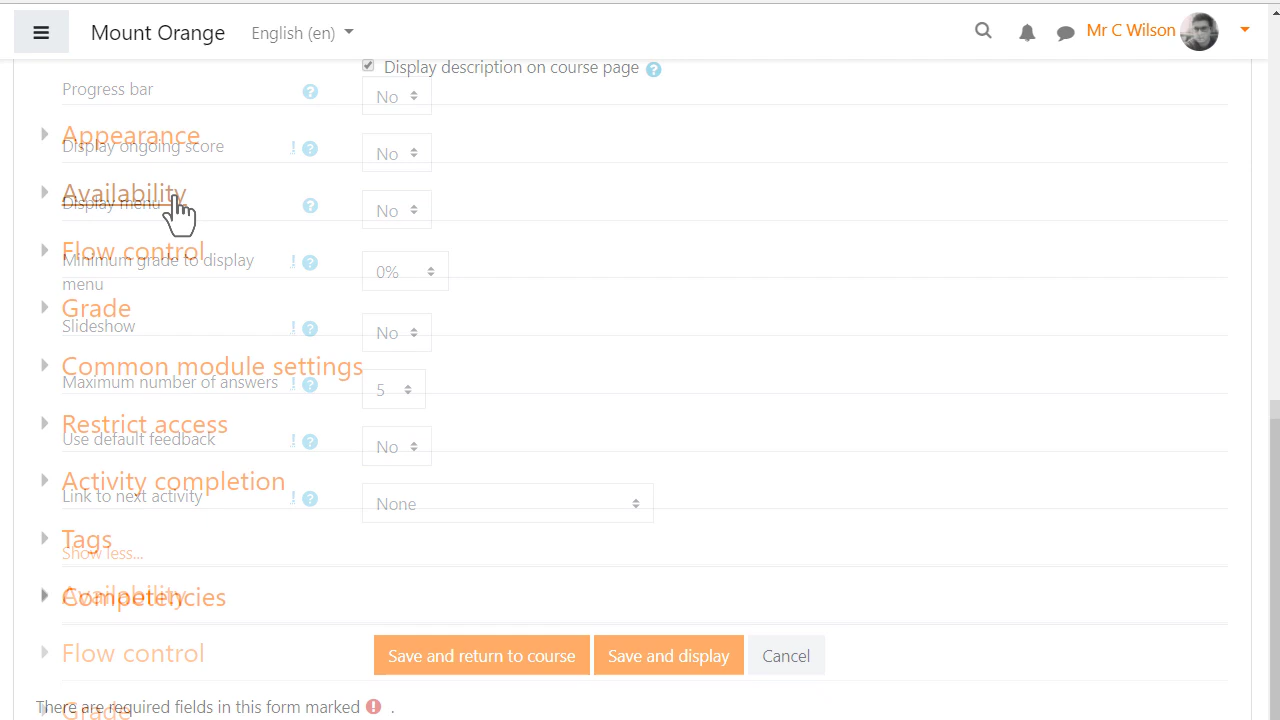 Mount Orange English (en) Mr C Wilson
Display description on course page ?
Progress bar ? No
Appearance
Display ongoing score ! ? No
Availability
Display menu ? No
Flow control
Minimum grade to display
menu ! ? 0%
Grade
Slideshow ! ? No
Common module settings
Maximum number of answers ! ? 5
Restrict access
Use default feedback ! ? No
Activity completion
Link to next activity ! ? None
Tags
Show less...
Availability
Competencies
Flow control Save and return to course Save and display Cancel
There are required fields in this form marked ! .
Grade